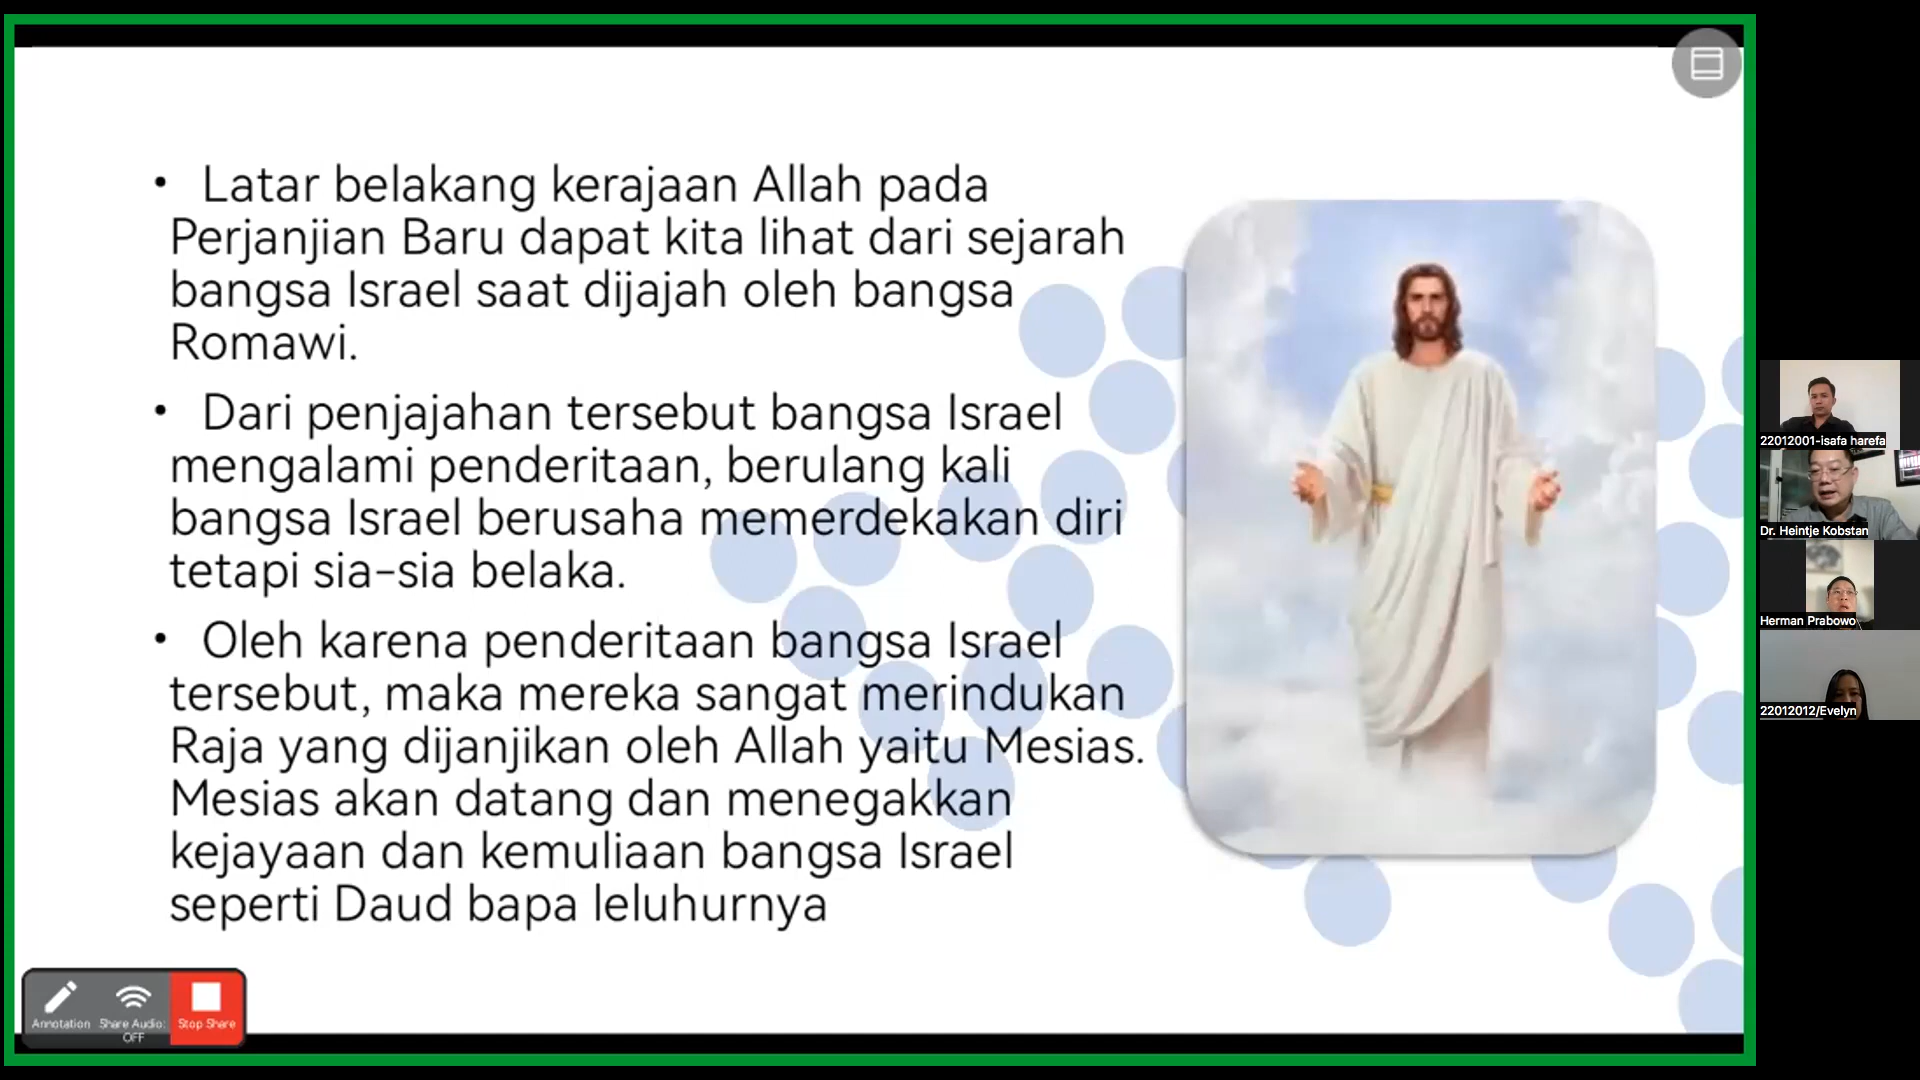 • Latar belakang kerajaan Allah pada
Perjanjian Baru dapat kita lihat dari sejarah
bangsa Israel saat dijajah oleh bangsa
Romawi.
• Dari penjajahan tersebut bangsa Israel
mengalami penderitaan, berulang kali
bangsa Israel berusaha memerdekakan diri
tetapi sia-sia belaka.
• Oleh karena penderitaan bangsa Israel
tersebut, maka mereka sangat merindukan
Raja yang dijanjikan oleh Allah yaitu Mesias.
Mesias akan datang dan menegakkan
kejayaan dan kemuliaan bangsa Israel
seperti Daud bapa leluhurnya
Annotation
Share Audio:
OFF
Stop Share
22012001-isafa harefa
Dr. Heintje Kobstan
Herman Prabowo
22012012/Evelyn